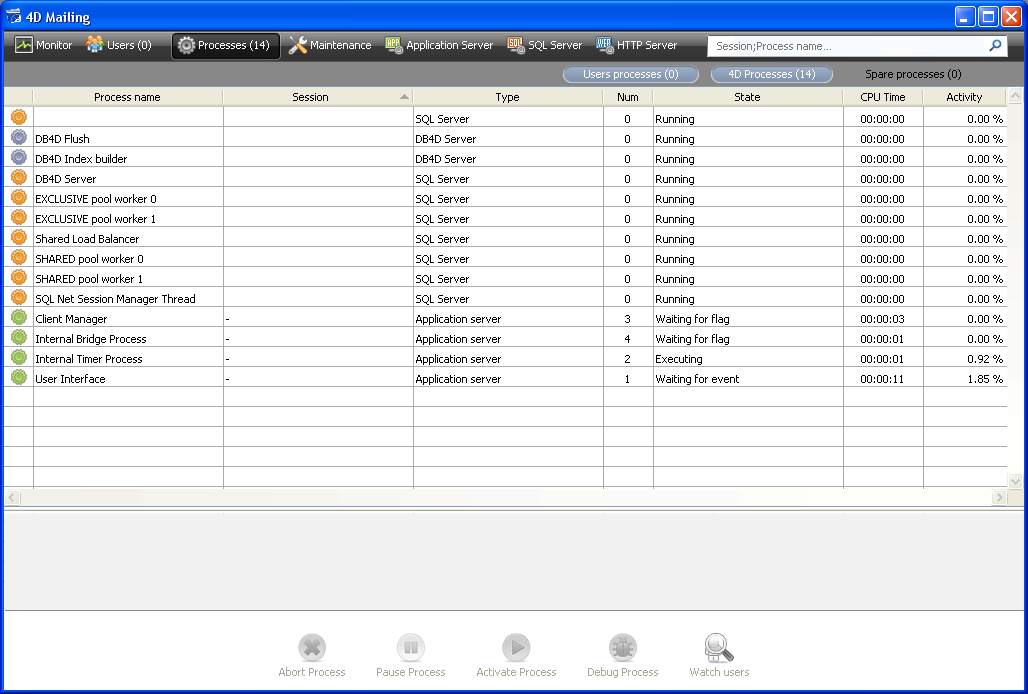 4D Mailing
Monitor Users (0) Processes (14) Maintenance Application Server SQL Server HTTP Server Session;Process name...
Users processes (0) 4D Processes (14) Spare processes (0)
Process name Session Type Num State CPU Time Activity
SQL Server 0 Running 00:00:00 0.00 %
DB4D Flush DB4D Server 0 Running 00:00:00 0.00 %
DB4D Index builder DB4D Server 0 Running 00:00:00 0.00 %
DB4D Server SQL Server 0 Running 00:00:00 0.00 %
EXCLUSIVE pool worker 0 SQL Server 0 Running 00:00:00 0.00 %
EXCLUSIVE pool worker 1 SQL Server 0 Running 00:00:00 0.00 %
Shared Load Balancer SQL Server 0 Running 00:00:00 0.00 %
SHARED pool worker 0 SQL Server 0 Running 00:00:00 0.00 %
SHARED pool worker 1 SQL Server 0 Running 00:00:00 0.00 %
SQL Net Session Manager Thread SQL Server 0 Running 00:00:00 0.00 %
Client Manager - Application server 3 Waiting for flag 00:00:03 0.00 %
Internal Bridge Process - Application server 4 Waiting for flag 00:00:01 0.00 %
Internal Timer Process - Application server 2 Executing 00:00:01 0.92 %
User Interface - Application server 1 Waiting for event 00:00:11 1.85 %
Abort Process Pause Process Activate Process Debug Process Watch users